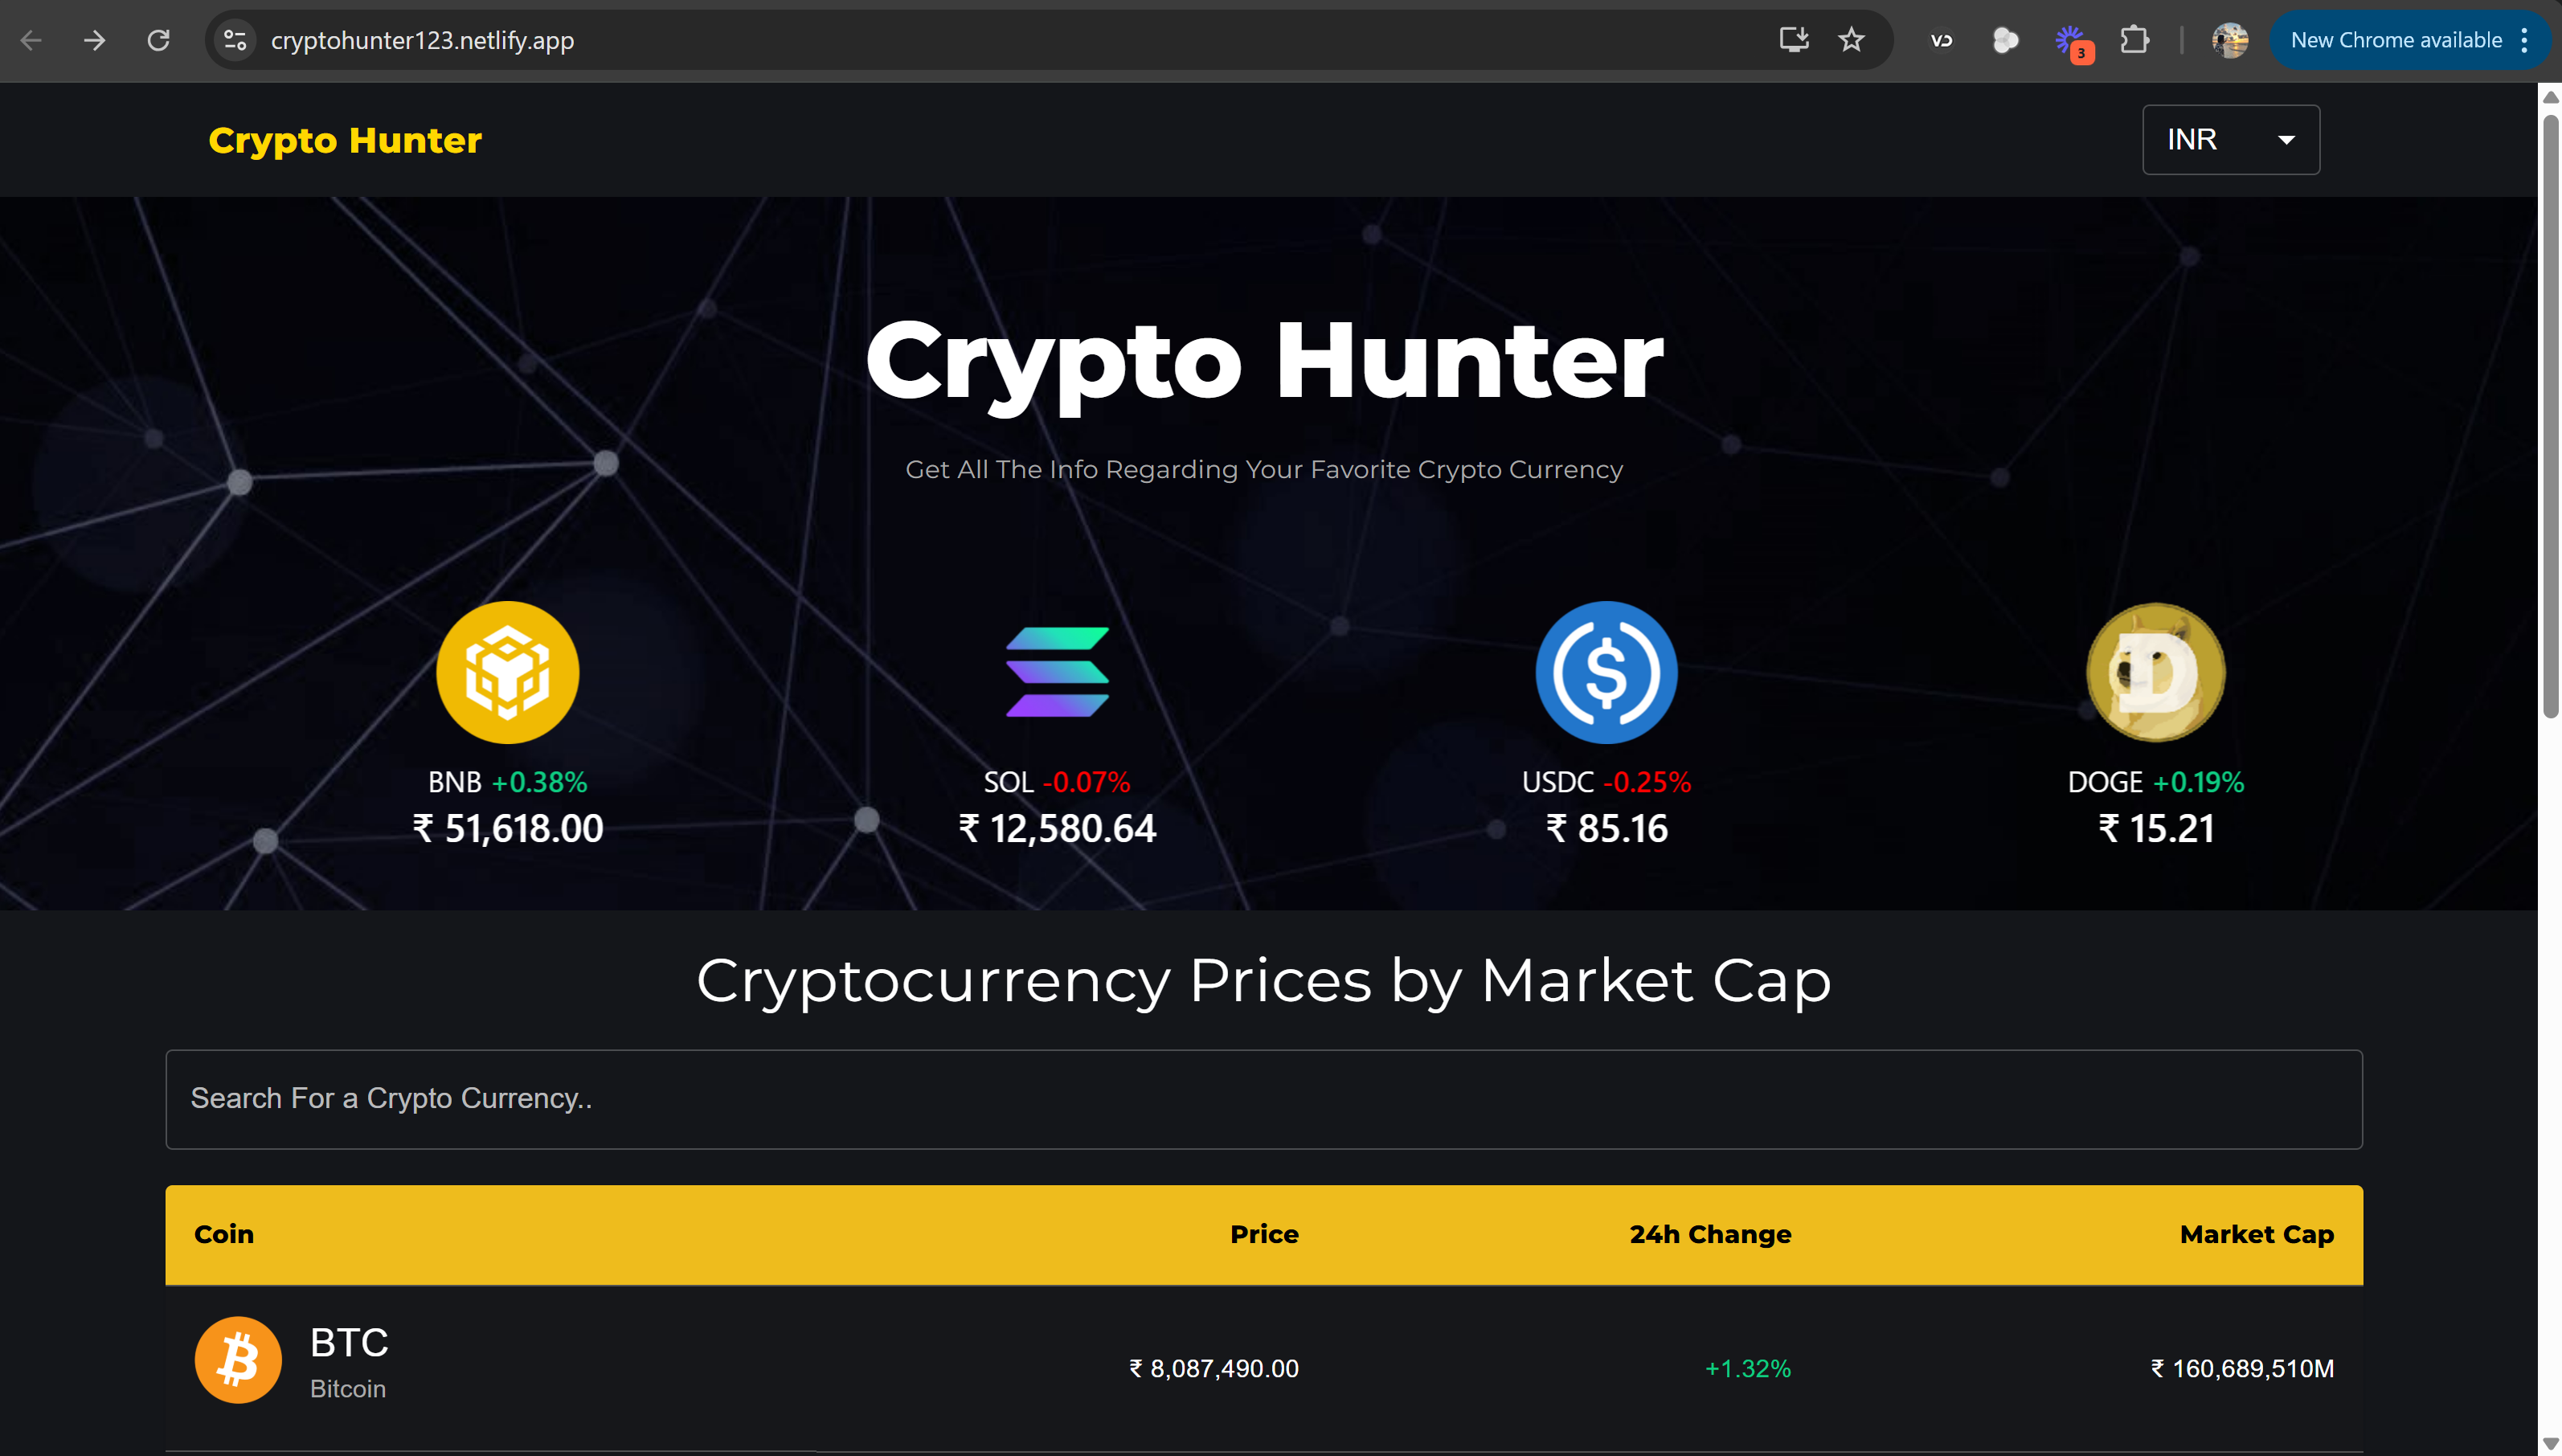 cryptohunter123.netlify.app
3
New Chrome available
Crypto Hunter
INR
Crypto Hunter
Get All The Info Regarding Your Favorite Crypto Currency
BNB +0.38%
₹ 51,618.00
SOL -0.07%
₹ 12,580.64
USDC -0.25%
₹ 85.16
DOGE +0.19%
₹ 15.21
Cryptocurrency Prices by Market Cap
Search For a Crypto Currency..
Coin Price 24h Change Market Cap
BTC
Bitcoin
₹ 8,087,490.00 +1.32% ₹ 160,689,510M